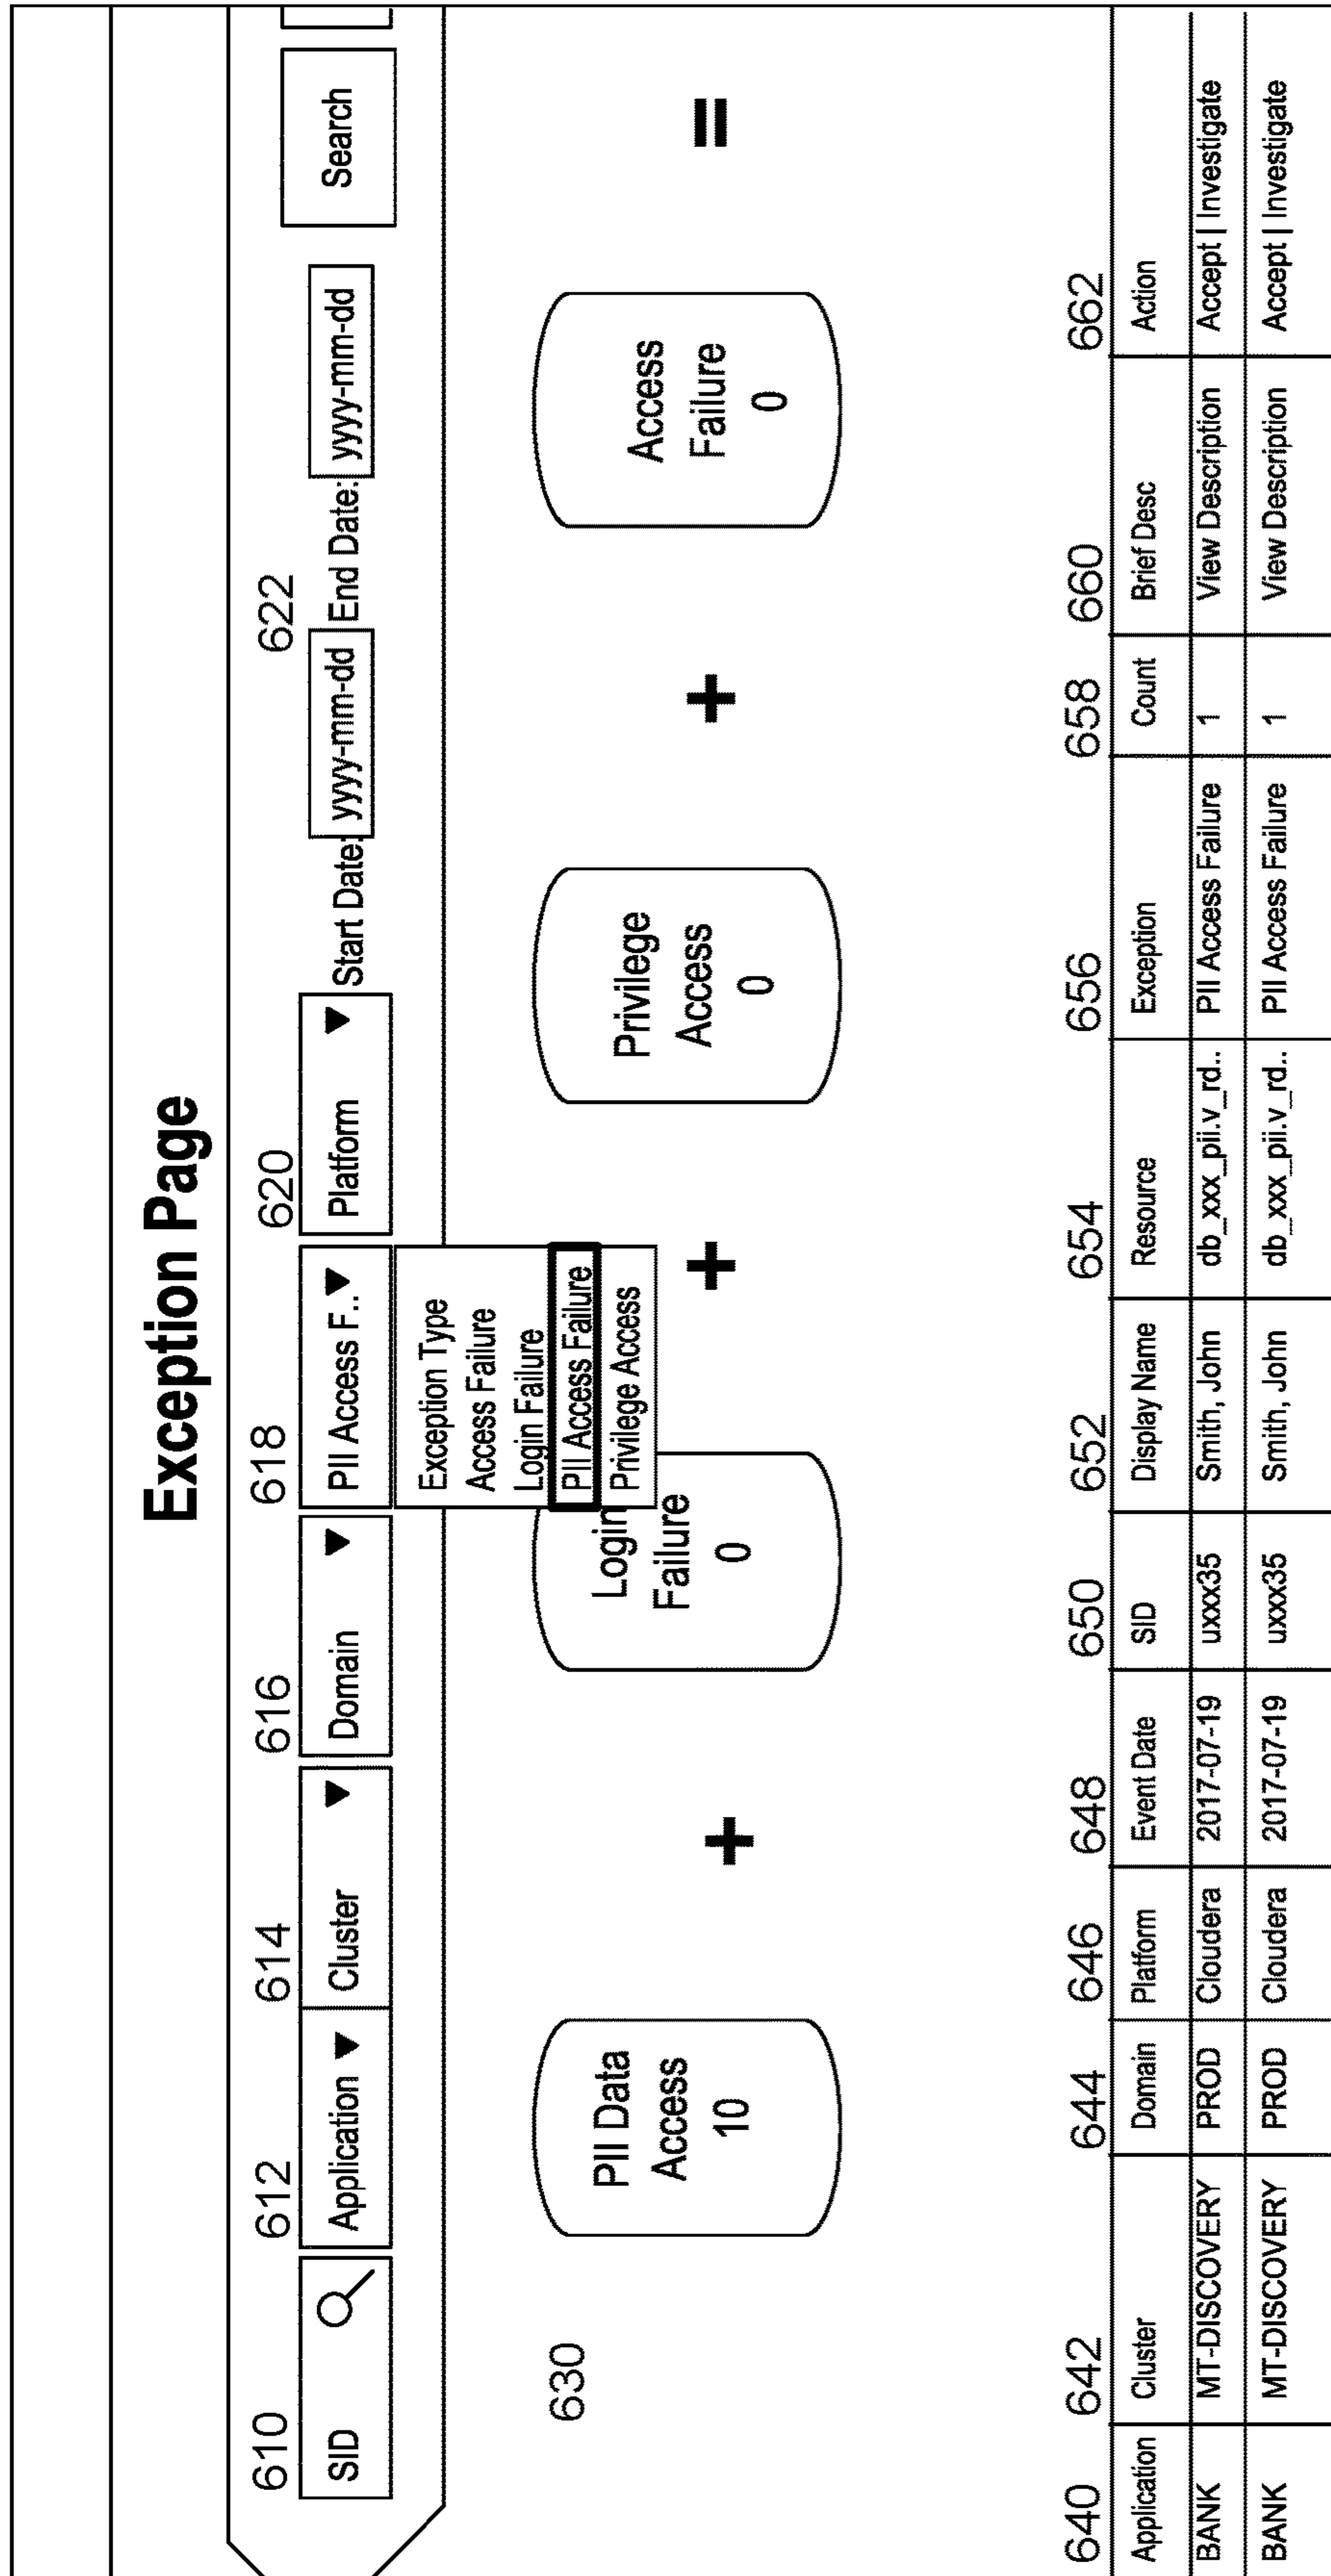 Exception Page
610 612 614 616 618 620 622
SID Application Cluster Domain PII Access F.. Platform Start Date: yyyy-mm-dd End Date: yyyy-mm-dd Search
Exception Type
Access Failure
Login Failure
PII Access Failure
Privilege Access
630
PII Data
Access
10
+
Login
Failure
0
+
Privilege
Access
0
+
Access
Failure
0
=
640 642 644 646 648 650 652 654 656 658 660 662
Application Cluster Domain Platform Event Date SID Display Name Resource Exception Count Brief Desc Action
BANK MT-DISCOVERY PROD Cloudera 2017-07-19 uxxx35 Smith, John db_xxx_pii.v_rd.. PII Access Failure 1 View Description Accept | Investigate
BANK MT-DISCOVERY PROD Cloudera 2017-07-19 uxxx35 Smith, John db_xxx_pii.v_rd.. PII Access Failure 1 View Description Accept | Investigate